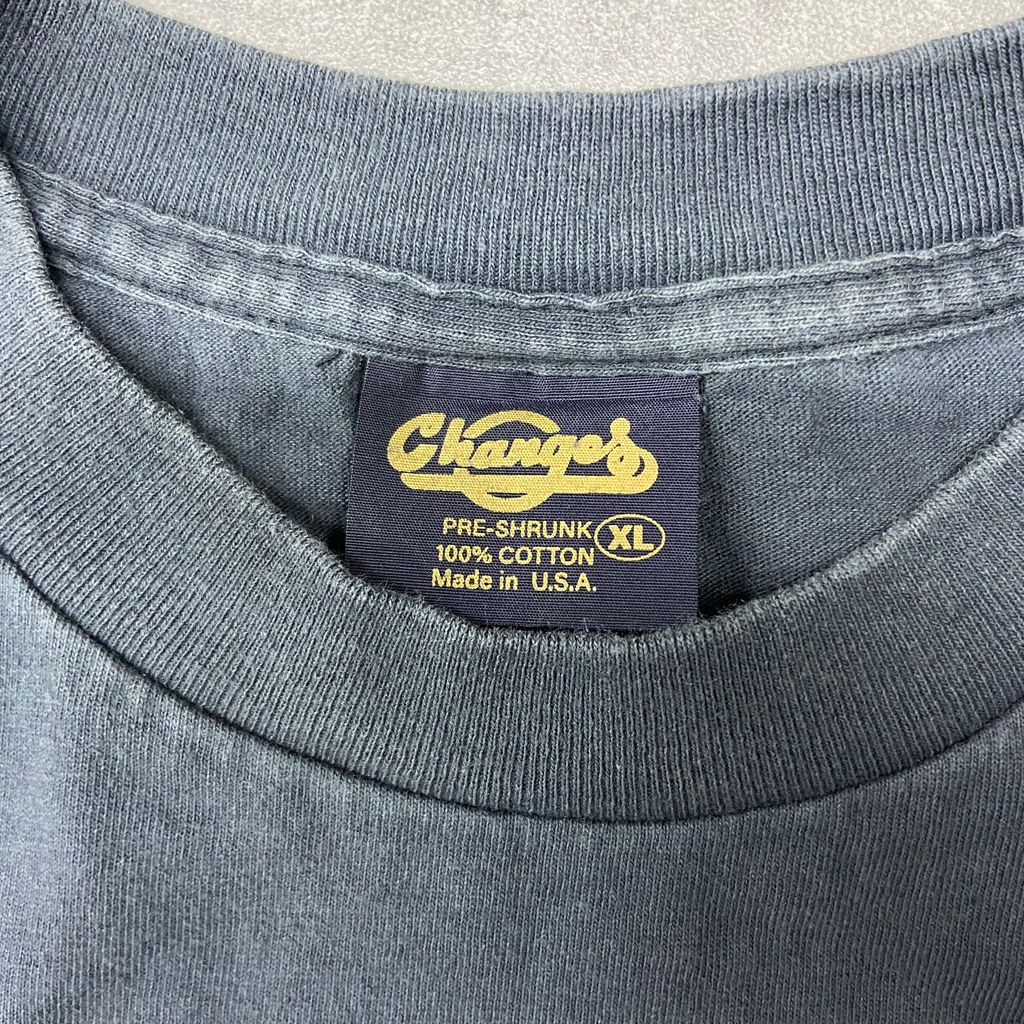 Changes
PRE-SHRUNK
100% COTTON XL
Made in U.S.A.